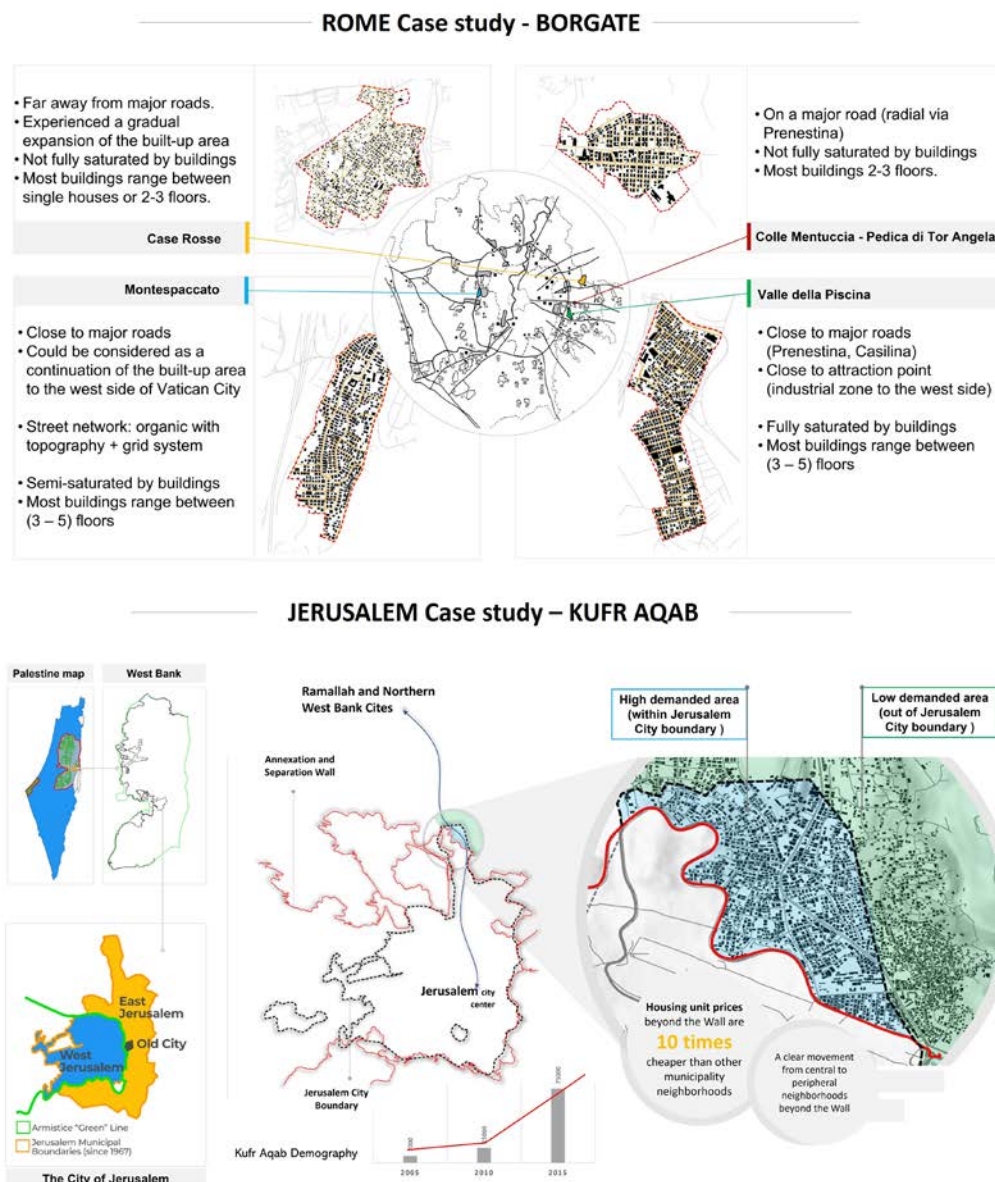 ROME Case study - BORGATE
• Far away from major roads.
• Experienced a gradual
expansion of the built-up area
• Not fully saturated by buildings
• Most buildings range between
single houses or 2-3 floors.
Case Rosse
• On a major road (radial via
Prenestina)
• Not fully saturated by buildings
• Most buildings 2-3 floors.
Colle Mentuccia - Pedica di Tor Angela
Montespaccato
• Close to major roads
• Could be considered as a
continuation of the built-up area
to the west side of Vatican City
• Street network: organic with
topography + grid system
• Semi-saturated by buildings
• Most buildings range between
(3 – 5) floors
Valle della Piscina
• Close to major roads
(Prenestina, Casilina)
• Close to attraction point
(industrial zone to the west side)
• Fully saturated by buildings
• Most buildings range between
(3 – 5) floors
JERUSALEM Case study – KUFR AQAB
Palestine map
West Bank
East
Jerusalem
Old City
West
Jerusalem
Armistice "Green" Line
Jerusalem Municipal
Boundaries (since 1967)
The City of Jerusalem
Ramallah and Northern
West Bank Cites
Annexation and
Separation Wall
Jerusalem city
center
Jerusalem City
Boundary
Kufr Aqab Demography
2005
2010
2015
High demanded area
(within Jerusalem
City boundary )
Low demanded area
(out of Jerusalem
City boundary )
Housing unit prices
beyond the Wall are
10 times
cheaper than other
municipality
neighborhoods
A clear movement
from central to
peripheral
neighborhoods
beyond the Wall